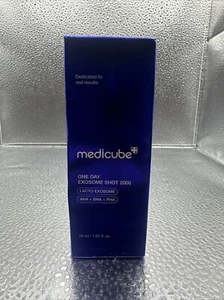 Dedicated to
real results
medicube
ONE DAY
EXOSOME SHOT 2000
LACTO EXOSOME
AHA + BHA + PHA